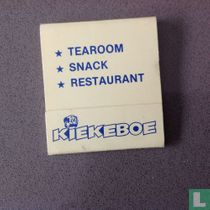 ★ TEAROOM
★ SNACK
★ RESTAURANT
KIEKEBOE